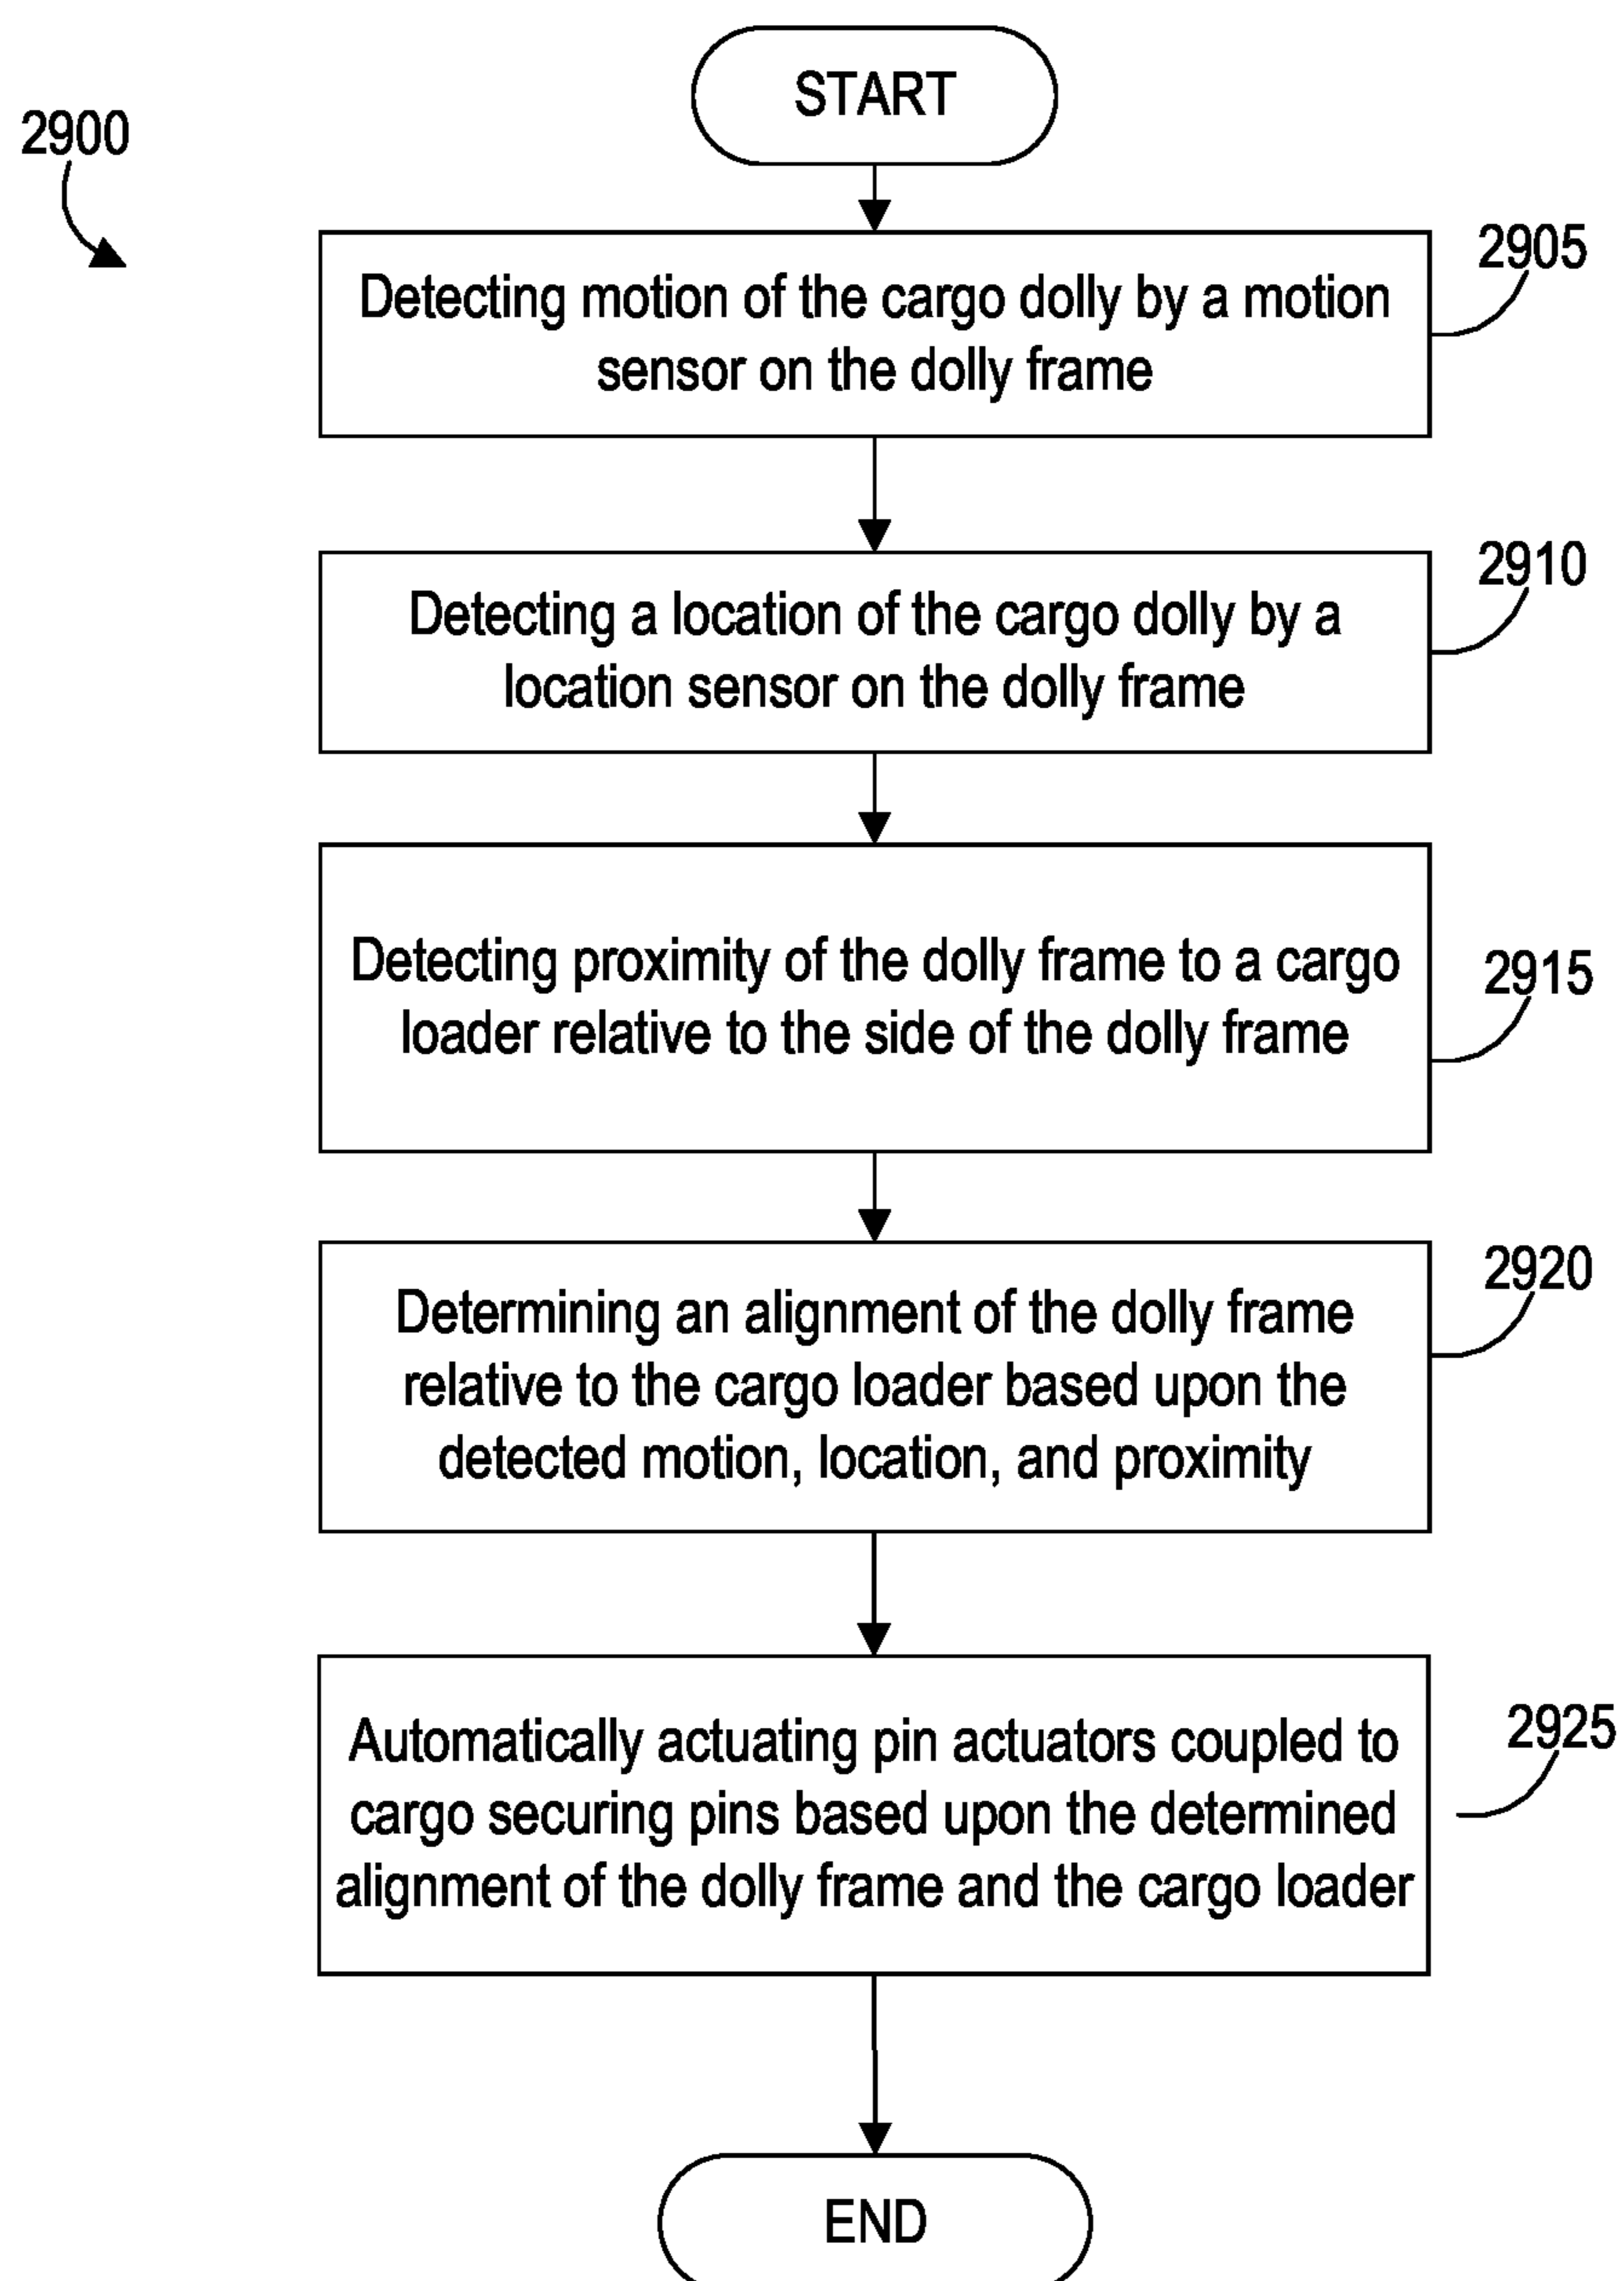 START
2900
2905
Detecting motion of the cargo dolly by a motion
sensor on the dolly frame
2910
Detecting a location of the cargo dolly by a
location sensor on the dolly frame
Detecting proximity of the dolly frame to a cargo
loader relative to the side of the dolly frame
2915
2920
Determining an alignment of the dolly frame
relative to the cargo loader based upon the
detected motion, location, and proximity
2925
Automatically actuating pin actuators coupled to
cargo securing pins based upon the determined
alignment of the dolly frame and the cargo loader
END